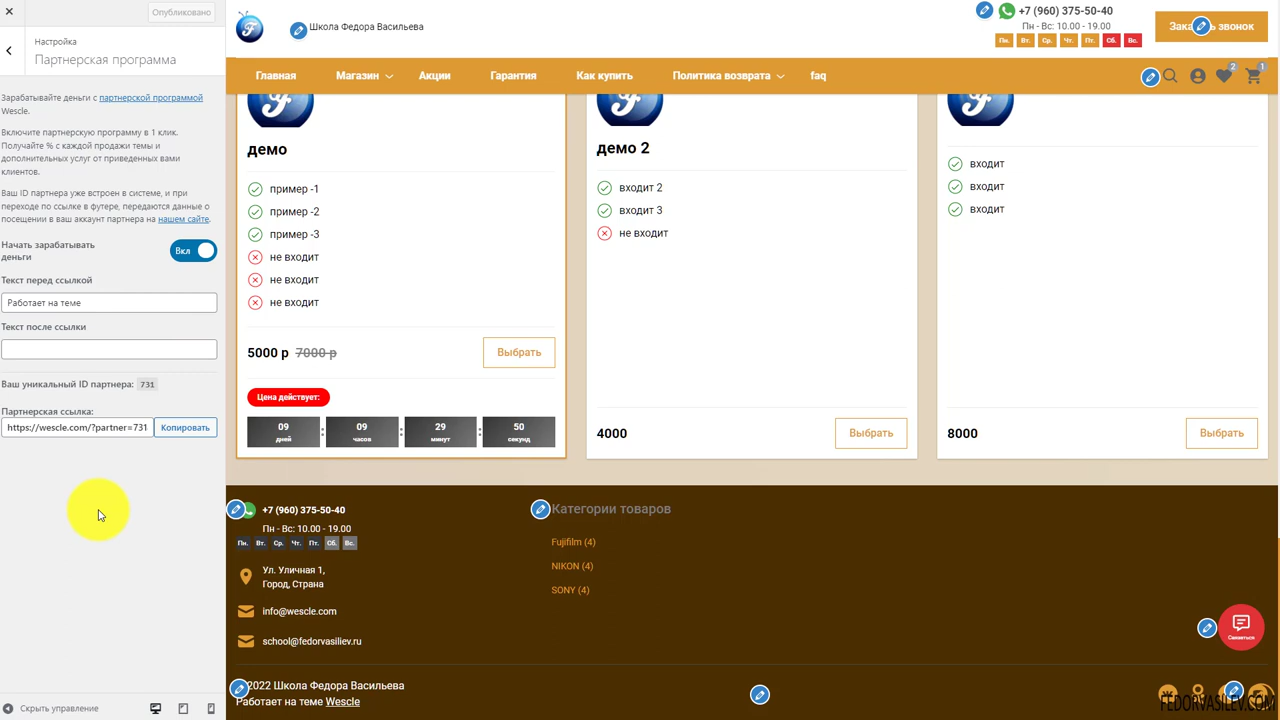 Опубликовано
Настройка
Партнерская программа
Зарабатывайте деньги с партнерской программой
Wescle.
Включите партнерскую программу в 1 клик.
Получайте % с каждой продажи темы и
дополнительных услуг от приведенных вами
клиентов.
Ваш ID партнера уже встроен в системе, и при
переходе по ссылке в футере, передаются данные о
посещении в ваш аккаунт партнера на нашем сайте.
Начать зарабатывать
деньги
Вкл
Текст перед ссылкой
Работает на теме
Текст после ссылки
Ваш уникальный ID партнера: 731
Партнерская ссылка:
https://wescle.com/?partner=731
Копировать
Скрыть управление
Школа Федора Васильева
+7 (960) 375-50-40
Пн - Вс: 10.00 - 19.00
Пн. Вт. Ср. Чт. Пт. Сб. Вс.
звонок
Главная Магазин Акции Гарантия Как купить Политика возврата faq
2 1
демо
пример -1
пример -2
пример -3
не входит
не входит
не входит
5000 р 7000 р
Выбрать
Цена действует:
09 : 09 : 29 : 50
дней часов минут секунд
демо 2
входит 2
входит 3
не входит
4000
Выбрать
входит
входит
входит
8000
Выбрать
+7 (960) 375-50-40
Пн - Вс: 10.00 - 19.00
Пн. Вт. Ср. Чт. Пт. Сб. Вс.
Ул. Уличная 1,
Город, Страна
info@wescle.com
school@fedorvasiliev.ru
Категории товаров
Fujifilm (4)
NIKON (4)
SONY (4)
Связаться
2022 Школа Федора Васильева
Работает на теме Wescle
FEDORVASILEV.COM